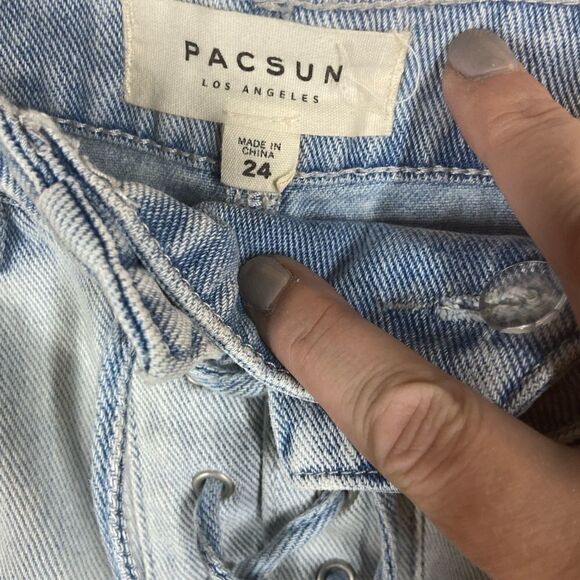 PACSUN
LOS ANGELES
MADE IN
CHINA
24